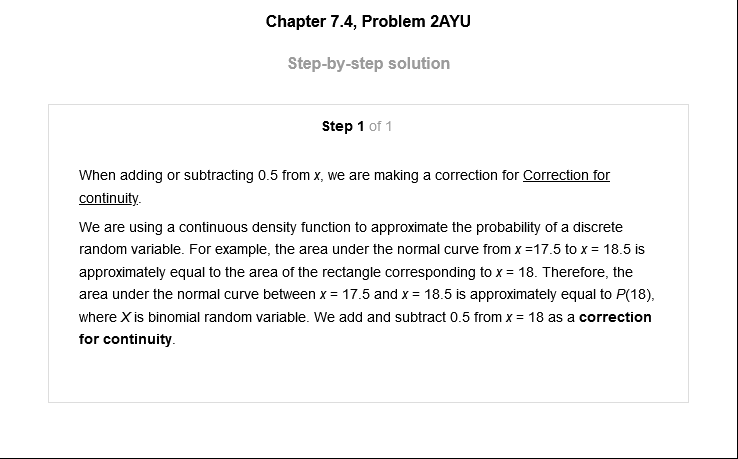 Chapter 7.4, Problem 2AYU
Step-by-step solution
Step 1 of 1
When adding or subtracting 0.5 from x, we are making a correction for Correction for
continuity.
We are using a continuous density function to approximate the probability of a discrete
random variable. For example, the area under the normal curve from x =17.5 to x = 18.5 is
approximately equal to the area of the rectangle corresponding to x = 18. Therefore, the
area under the normal curve between x = 17.5 and x = 18.5 is approximately equal to P(18),
where X is binomial random variable. We add and subtract 0.5 from x = 18 as a correction
for continuity.